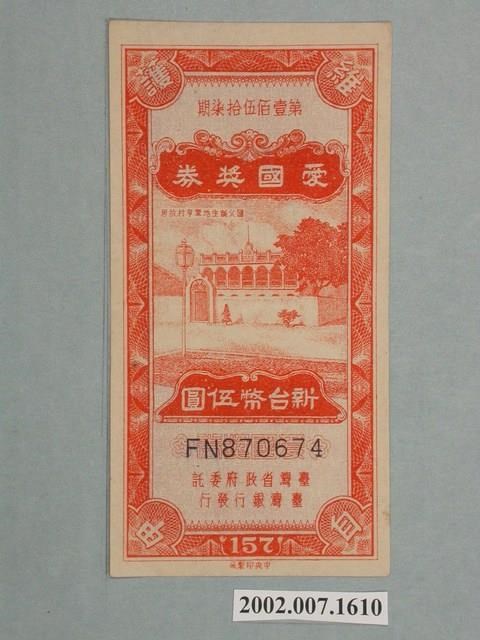 第壹佰伍拾柒期
愛國獎券
國父誕生地翠亨村故居
新台幣伍圓
FN870674
臺灣省政府委託
臺灣銀行發行
157
中央印製廠
2002.007.1610